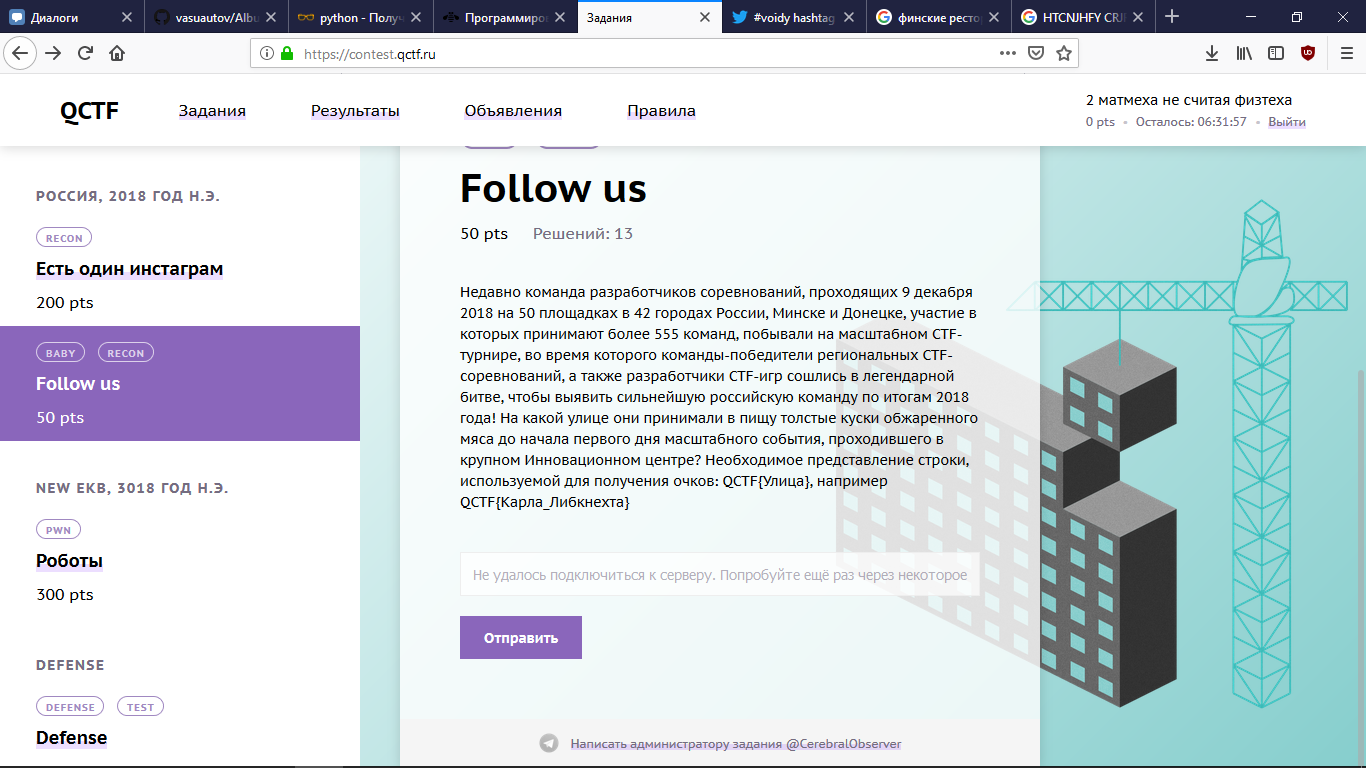 Диалоги
vasuautov/Albu
python - Получ
Программиров
Задания
#voidy hashtag
финские рестор
HTCNJHFY CRJI
https://contest.qctf.ru
QCTF
Задания
Результаты
Объявления
Правила
2 матмеха не считая физтеха
0 pts • Осталось: 06:31:57 • Выйти
РОССИЯ, 2018 ГОД Н.Э.
RECON
Есть один инстаграм
200 pts
BABY RECON
Follow us
50 pts
NEW EKB, 3018 ГОД Н.Э.
PWN
Роботы
300 pts
DEFENSE
DEFENSE TEST
Defense
Follow us
50 pts Решений: 13
Недавно команда разработчиков соревнований, проходящих 9 декабря
2018 на 50 площадках в 42 городах России, Минске и Донецке, участие в
которых принимают более 555 команд, побывали на масштабном CTF-
турнире, во время которого команды-победители региональных CTF-
соревнований, а также разработчики CTF-игр сошлись в легендарной
битве, чтобы выявить сильнейшую российскую команду по итогам 2018
года! На какой улице они принимали в пищу толстые куски обжаренного
мяса до начала первого дня масштабного события, проходившего в
крупном Инновационном центре? Необходимое представление строки,
используемой для получения очков: QCTF{Улица}, например
QCTF{Карла_Либкнехта}
Не удалось подключиться к серверу. Попробуйте ещё раз через некоторое
Отправить
Написать администратору задания @CerebralObserver